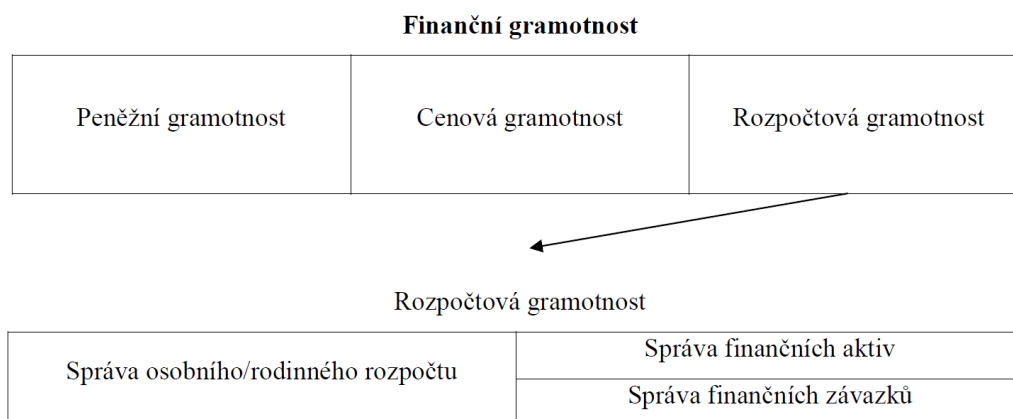 Finanční gramotnost
Peněžní gramotnost
Cenová gramotnost
Rozpočtová gramotnost
Rozpočtová gramotnost
Správa osobního/rodinného rozpočtu
Správa finančních aktiv
Správa finančních závazků